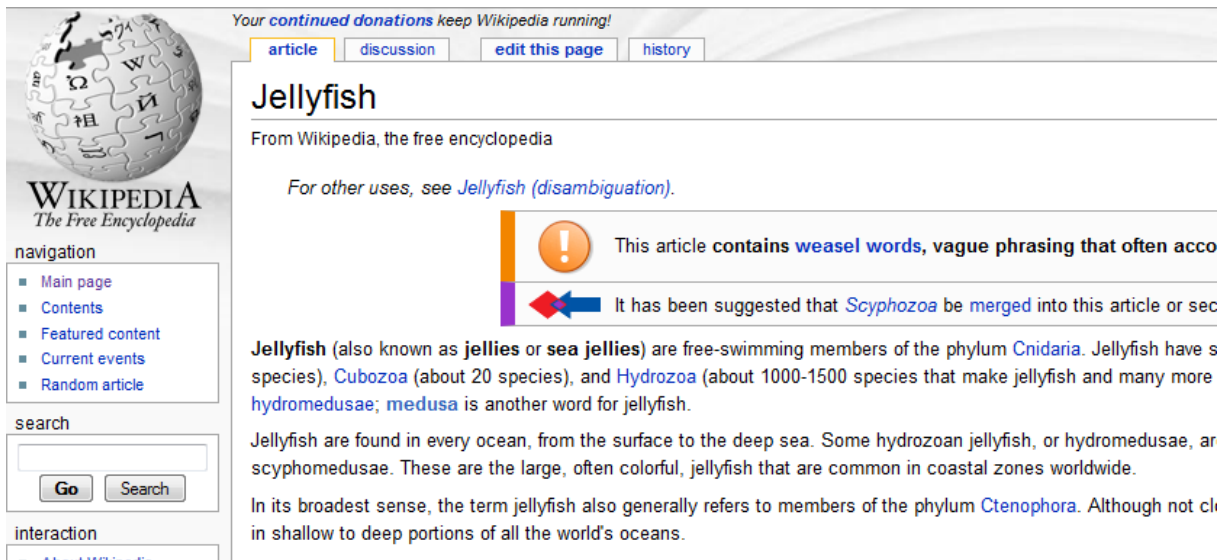 Your continued donations keep Wikipedia running!
article discussion edit this page history
Jellyfish
From Wikipedia, the free encyclopedia
For other uses, see Jellyfish (disambiguation).
This article contains weasel words, vague phrasing that often acco
It has been suggested that Scyphozoa be merged into this article or sec
Jellyfish (also known as jellies or sea jellies) are free-swimming members of the phylum Cnidaria. Jellyfish have s
species), Cubozoa (about 20 species), and Hydrozoa (about 1000-1500 species that make jellyfish and many more
hydromedusae; medusa is another word for jellyfish.
Jellyfish are found in every ocean, from the surface to the deep sea. Some hydrozoan jellyfish, or hydromedusae, ar
scyphomedusae. These are the large, often colorful, jellyfish that are common in coastal zones worldwide.
In its broadest sense, the term jellyfish also generally refers to members of the phylum Ctenophora. Although not cl
in shallow to deep portions of all the world's oceans.
Ω
W
И
祖
WIKIPEDIA
The Free Encyclopedia
navigation
Main page
Contents
Featured content
Current events
Random article
search
Go Search
interaction
About Wikipedia